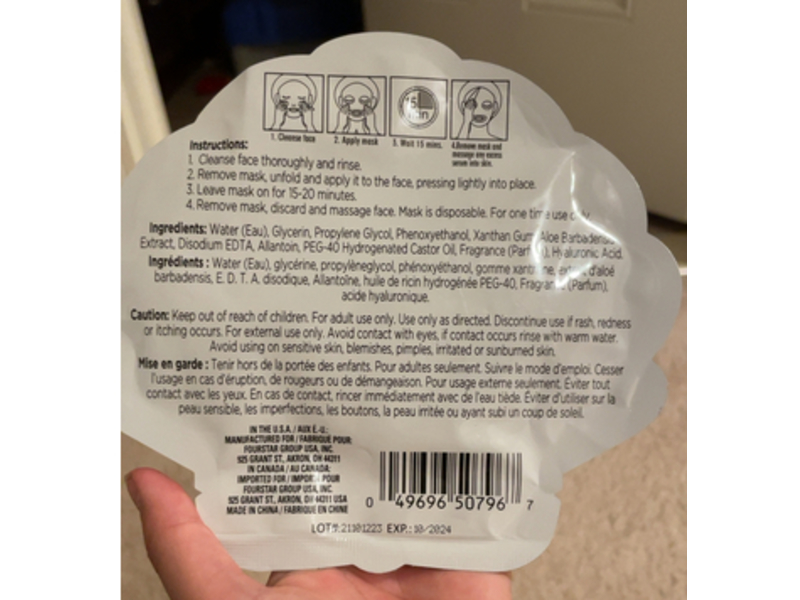 15
min
1. Cleanse face
2. Apply mask
3. Wait 15 mins.
4.Remove mask and
massage any excess
serum into skin.
Instructions:
1. Cleanse face thoroughly and rinse.
2. Remove mask, unfold and apply it to the face, pressing lightly into place.
3. Leave mask on for 15-20 minutes.
4. Remove mask, discard and massage face. Mask is disposable. For one time use only.
Ingredients: Water (Eau), Glycerin, Propylene Glycol, Phenoxyethanol, Xanthan Gum, Aloe Barbadensis
Extract, Disodium EDTA, Allantoin, PEG-40 Hydrogenated Castor Oil, Fragrance (Parfum), Hyaluronic Acid.
Ingrédients : Water (Eau), glycérine, propylèneglycol, phénoxyéthanol, gomme xanthane, extrait d'aloé
barbadensis, E. D. T. A. disodique, Allantoïne, huile de ricin hydrogénée PEG-40, Fragrance (Parfum),
acide hyaluronique.
Caution: Keep out of reach of children. For adult use only. Use only as directed. Discontinue use if rash, redness
or itching occurs. For external use only. Avoid contact with eyes, if contact occurs rinse with warm water.
Avoid using on sensitive skin, blemishes, pimples, irritated or sunburned skin.
Mise en garde : Tenir hors de la portée des enfants. Pour adultes seulement. Suivre le mode d'emploi. Cesser
l'usage en cas d'éruption, de rougeurs ou de démangeaison. Pour usage externe seulement. Éviter tout
contact avec les yeux. En cas de contact, rincer immédiatement avec de l'eau tiède. Éviter d'utiliser sur la
peau sensible, les imperfections, les boutons, la peau irritée ou ayant subi un coup de soleil.
IN THE U.S.A. / AUX E.-U.:
MANUFACTURED FOR / FABRIQUÉ POUR:
FOURSTAR GROUP USA, INC.
925 GRANT ST., AKRON, OH 44311
IN CANADA / AU CANADA:
IMPORTED FOR / IMPORTÉ POUR
FOURSTAR GROUP USA, INC.
925 GRANT ST., AKRON, OH 44311 USA
MADE IN CHINA / FABRIQUÉ EN CHINE
0 49696 50796 7
LOT#:21101223 EXP.: 10/2024